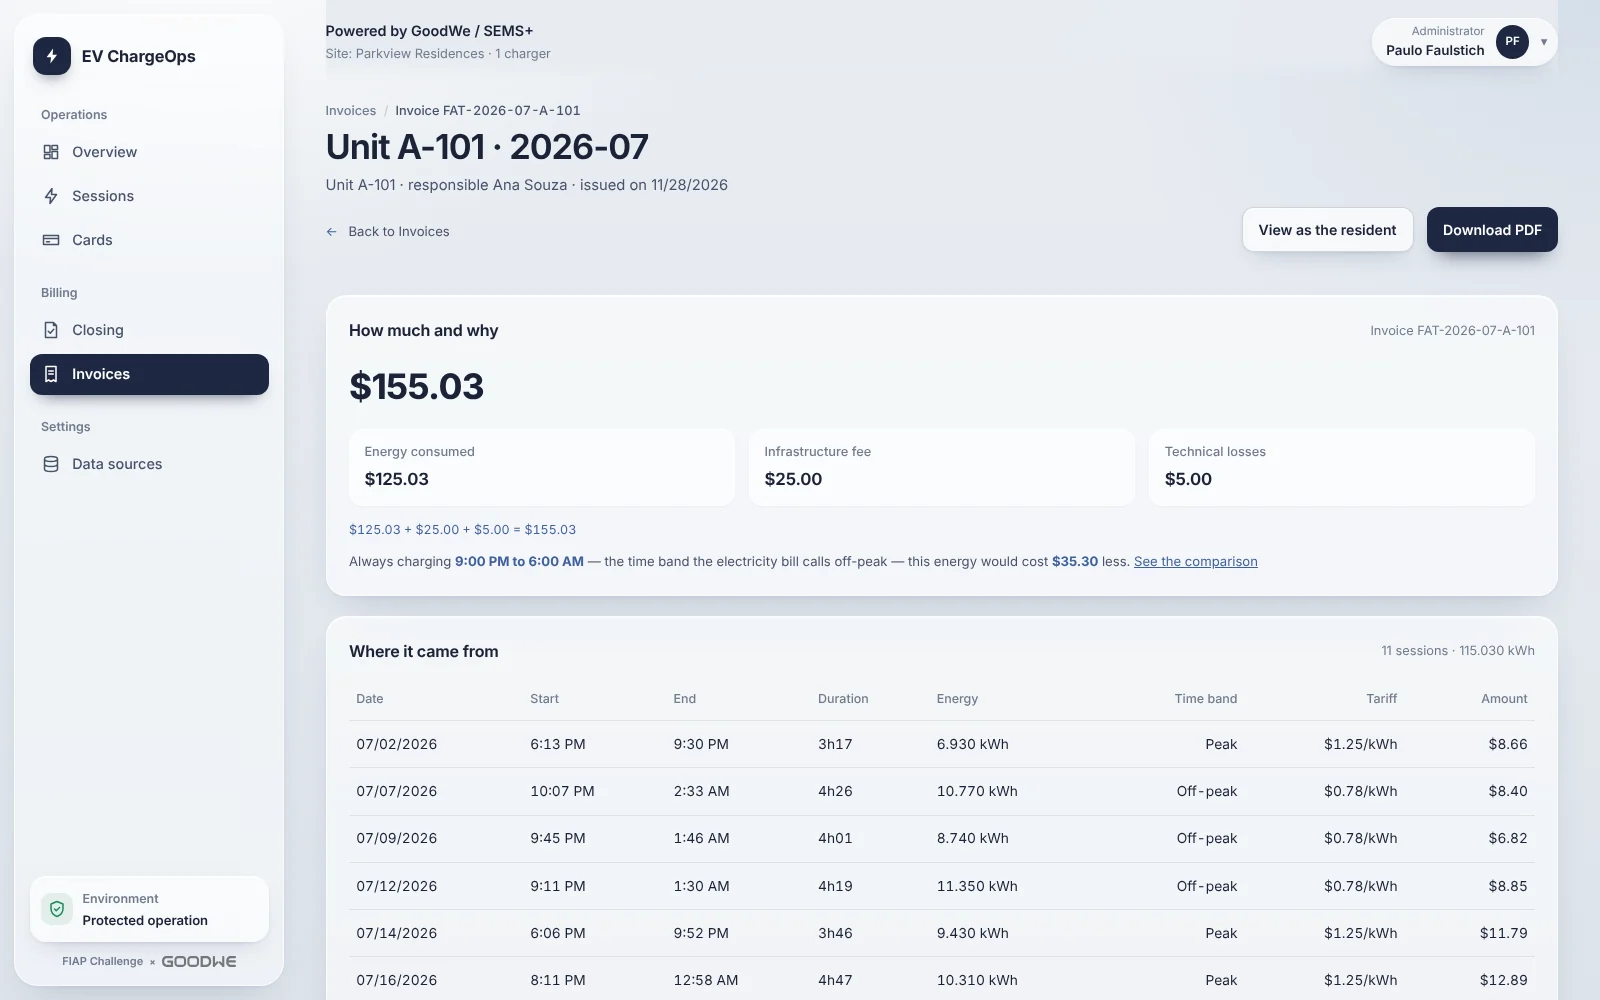 EV ChargeOps
Operations
Overview
Sessions
Cards
Billing
Closing
Invoices
Settings
Data sources
Environment
Protected operation
FIAP Challenge × GOODWE
Powered by GoodWe / SEMS+
Site: Parkview Residences · 1 charger
Administrator
Paulo Faulstich
PF
Invoices / Invoice FAT-2026-07-A-101
Unit A-101 · 2026-07
Unit A-101 · responsible Ana Souza · issued on 11/28/2026
← Back to Invoices
View as the resident
Download PDF
How much and why
Invoice FAT-2026-07-A-101
$155.03
Energy consumed
$125.03
Infrastructure fee
$25.00
Technical losses
$5.00
$125.03 + $25.00 + $5.00 = $155.03
Always charging 9:00 PM to 6:00 AM — the time band the electricity bill calls off-peak — this energy would cost $35.30 less. See the comparison
Where it came from
11 sessions · 115.030 kWh
Date Start End Duration Energy Time band Tariff Amount
07/02/2026 6:13 PM 9:30 PM 3h17 6.930 kWh Peak $1.25/kWh $8.66
07/07/2026 10:07 PM 2:33 AM 4h26 10.770 kWh Off-peak $0.78/kWh $8.40
07/09/2026 9:45 PM 1:46 AM 4h01 8.740 kWh Off-peak $0.78/kWh $6.82
07/12/2026 9:11 PM 1:30 AM 4h19 11.350 kWh Off-peak $0.78/kWh $8.85
07/14/2026 6:06 PM 9:52 PM 3h46 9.430 kWh Peak $1.25/kWh $11.79
07/16/2026 8:11 PM 12:58 AM 4h47 10.310 kWh Peak $1.25/kWh $12.89